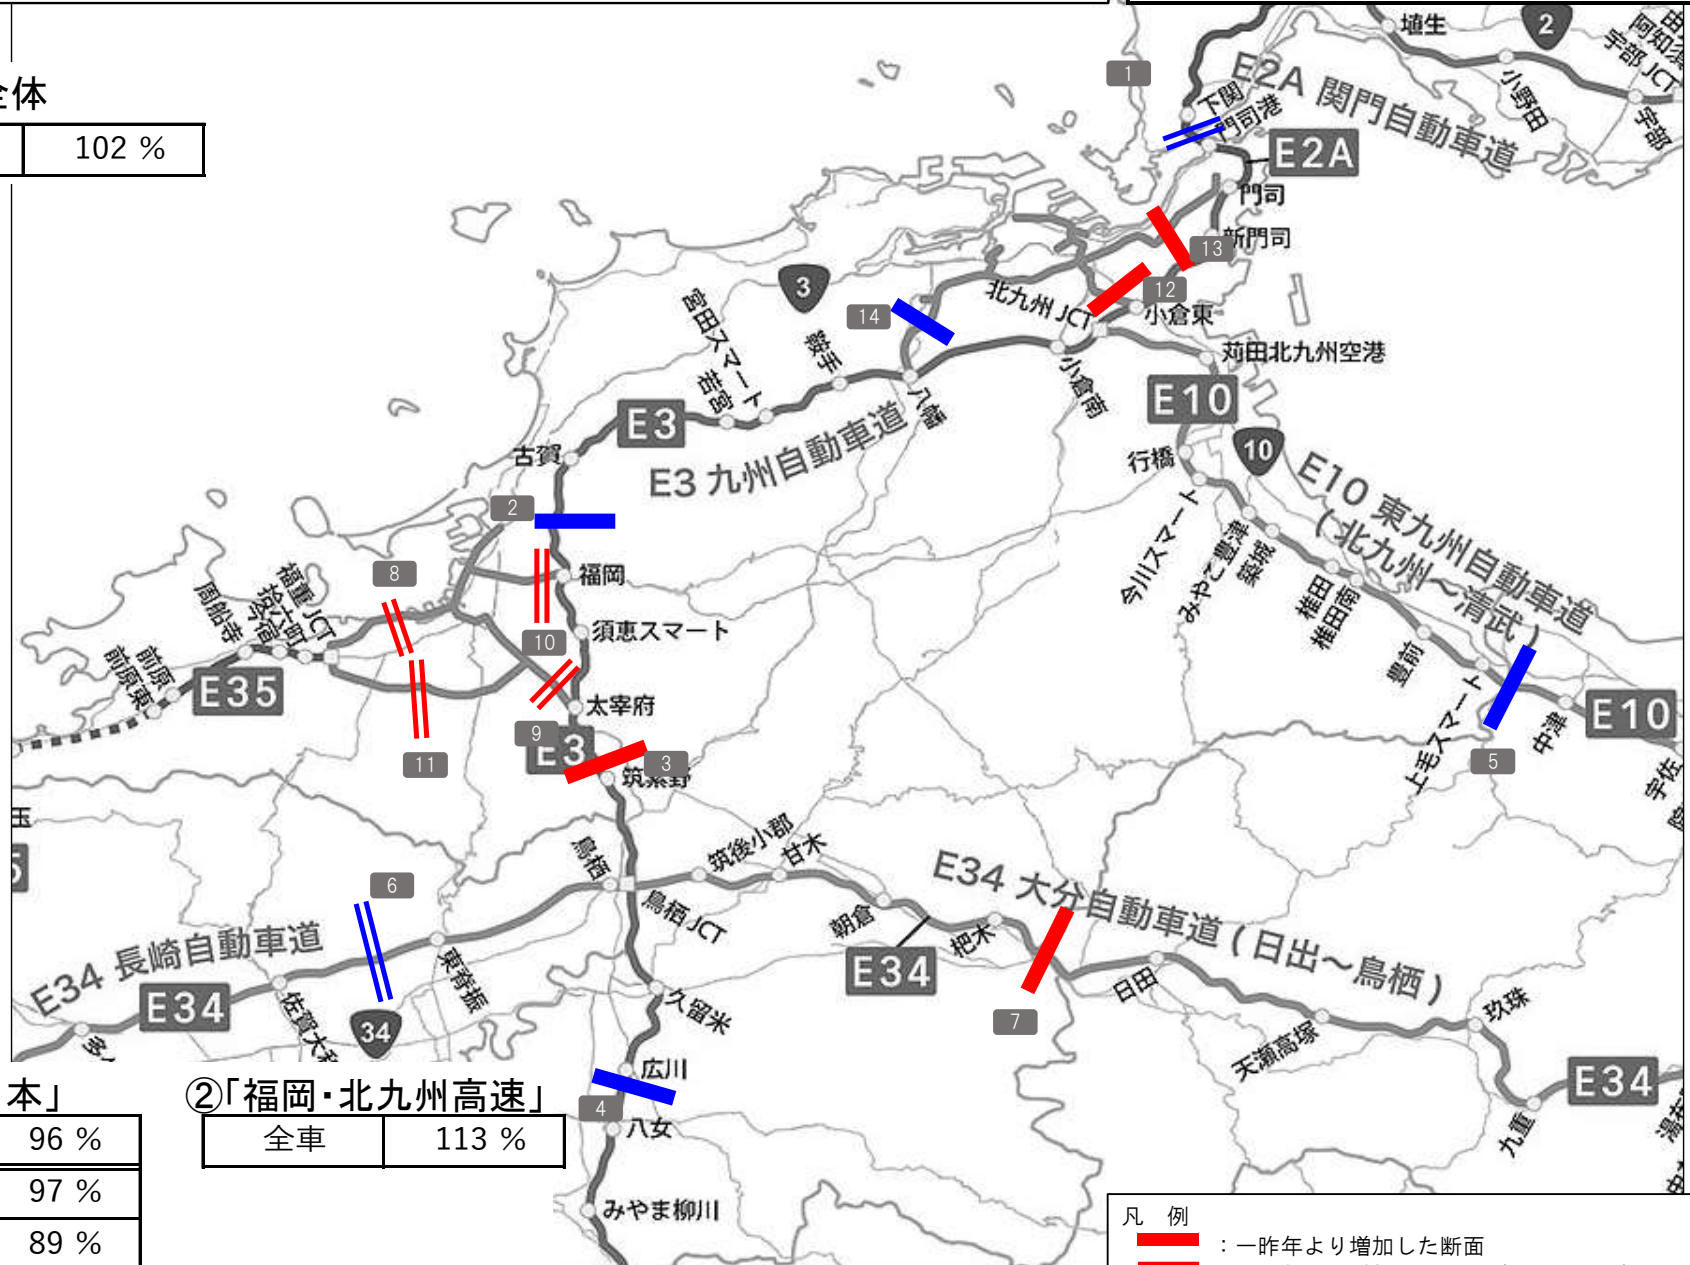 全体
102 %
1
埴生
2
宇部JCT
小野田
宇部
E2A 関門自動車道
下関
門司港
E2A
門司
新門司
13
12
3
14
北九州 JCT
小倉東
苅田北九州空港
宮田スマート
若宮
鞍手
八幡
小倉南
E10
E3
E3 九州自動車道
古賀
行橋
10
E10 東九州自動車道
(北九州～清武)
今川スマート
みやこ豊津
築城
椎田
椎田南
豊前
上毛スマート
中津
E10
宇佐
5
2
福岡
8
10
須恵スマート
福重 JCT
拾六町
今宿
周船寺
前原
前原東
E35
太宰府
9
E3
3
筑紫野
11
鳥栖
筑後小郡
甘木
鳥栖 JCT
朝倉
杷木
E34 大分自動車道 ( 日出～鳥栖 )
E34
日田
7
天瀬高塚
玖珠
九重
E34
6
E34 長崎自動車道
E34
東脊振
34
久留米
広川
4
八女
みやま柳川
本」
96 %
97 %
89 %
②「福岡・北九州高速」
全車
113 %
凡 例
：一昨年より増加した断面